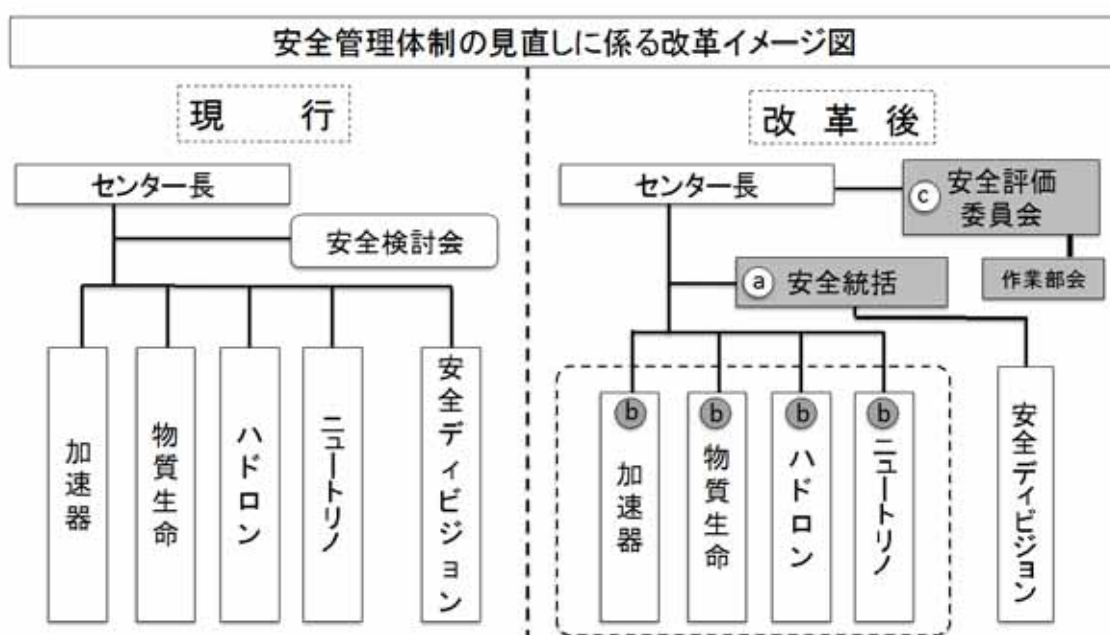 安全管理体制の見直しに係る改革イメージ図
現 行
センター長
安全検討会
加速器
物質生命
ハドロン
ニュートリノ
安全ディビジョン
改 革 後
センター長
c 安全評価
委員会
作業部会
a 安全統括
b 加速器
b 物質生命
b ハドロン
b ニュートリノ
安全ディビジョン